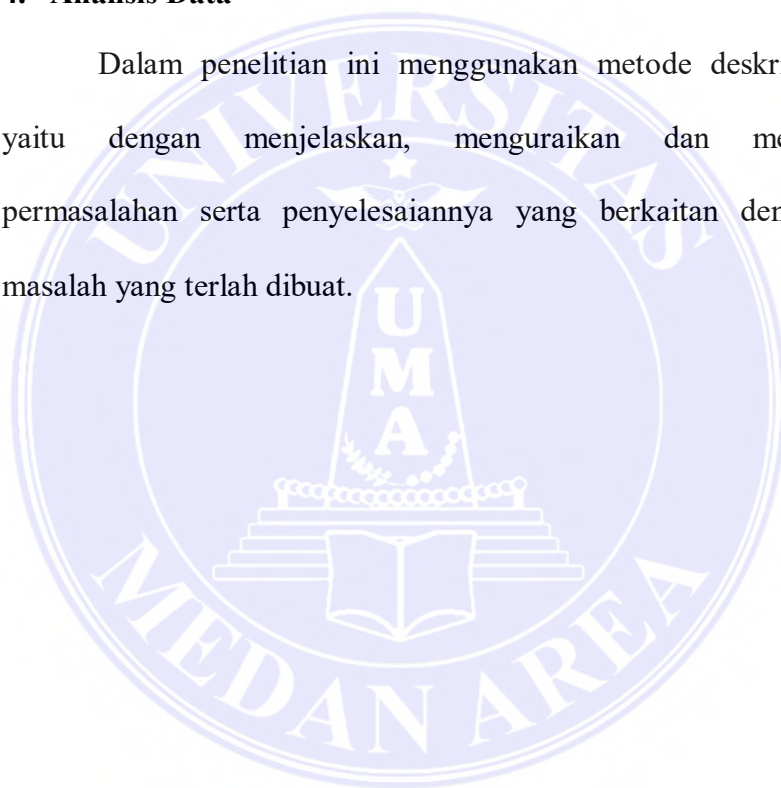 4. Analisis Data
Dalam penelitian ini menggunakan metode
yaitu dengan menjelaskan, menguraikan dan
permasalahan serta penyelesaiannya yang berkaitan
masalah yang terlah dibuat.
UNIVERSITAS
UMA
MEDAN AREA